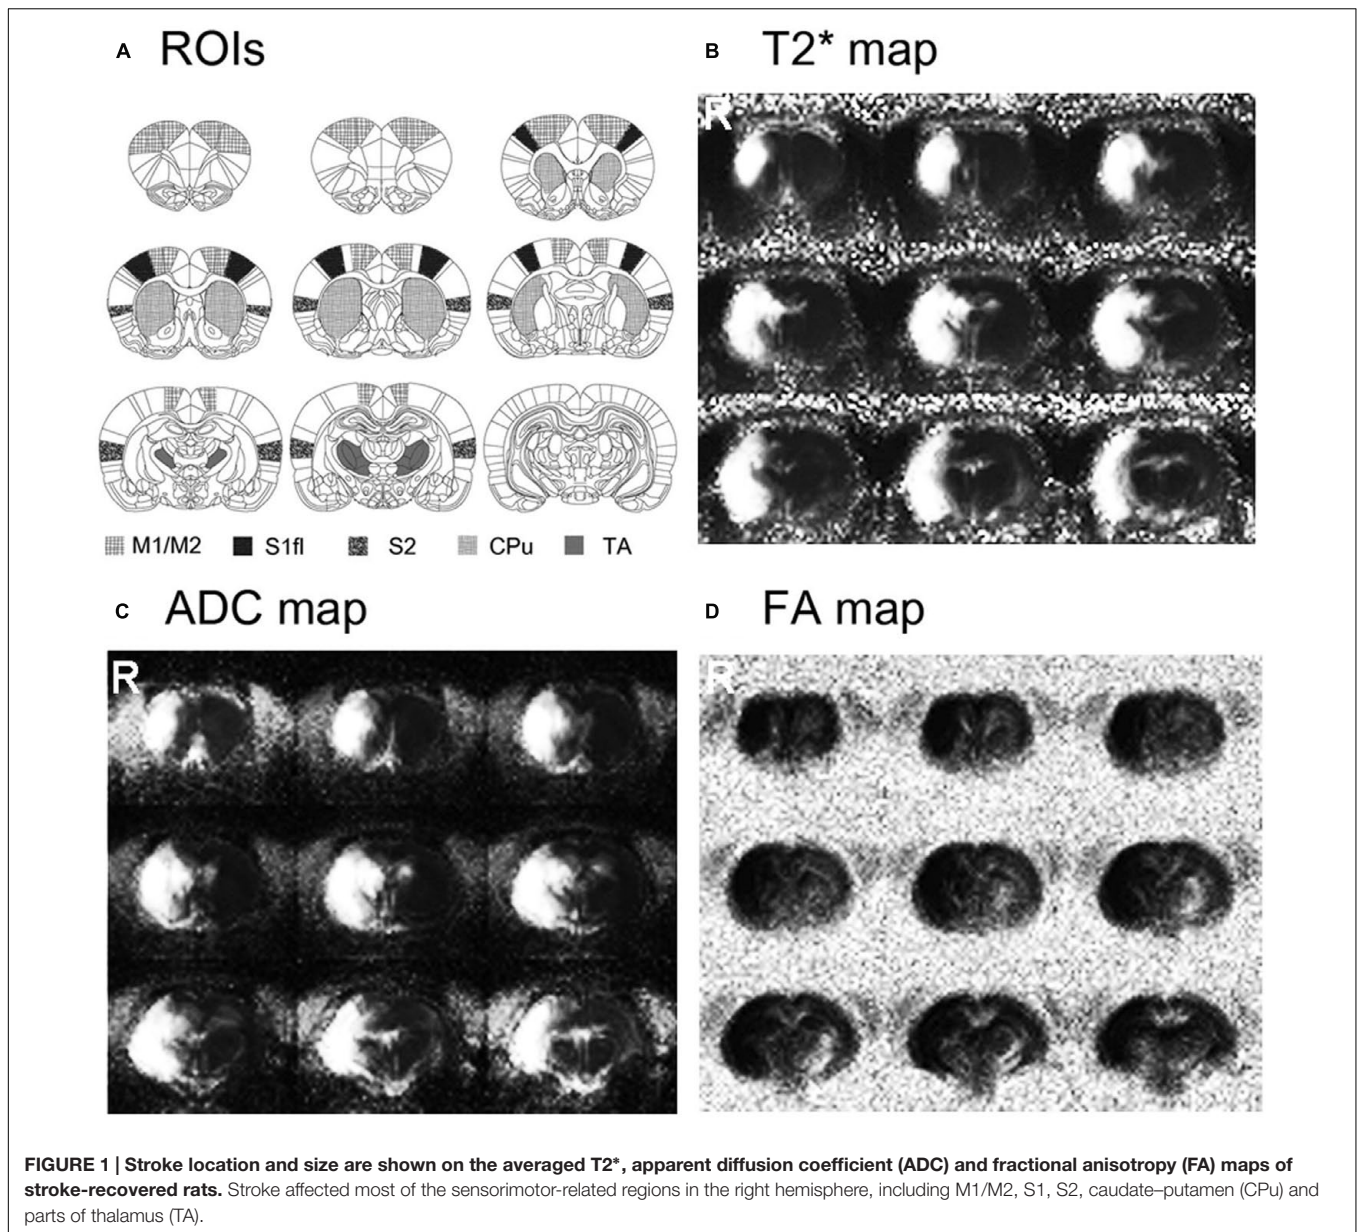 A ROIs
B T2* map
R
M1/M2 S1fl S2 CPu TA
C ADC map
D FA map
R
R
FIGURE 1 | Stroke location and size are shown on the averaged T2*, apparent diffusion coefficient (ADC) and fractional anisotropy (FA) maps of
stroke-recovered rats. Stroke affected most of the sensorimotor-related regions in the right hemisphere, including M1/M2, S1, S2, caudate–putamen (CPu) and
parts of thalamus (TA).